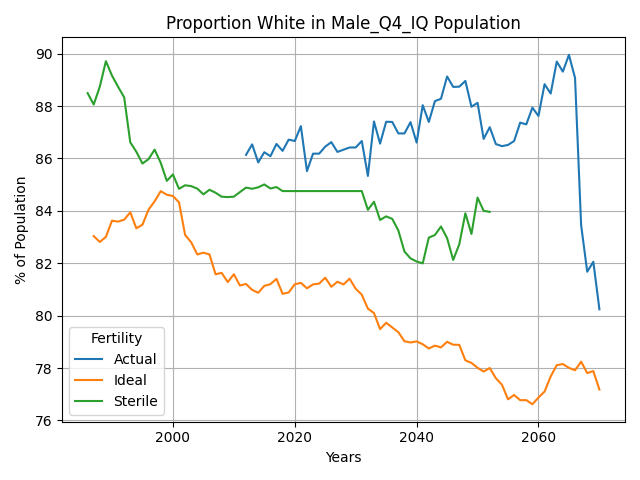 Proportion White in Male_Q4_IQ Population
% of Population
90
88
86
84
82
80
78
76
Fertility
Actual
Ideal
Sterile
2000
2020
2040
2060
Years